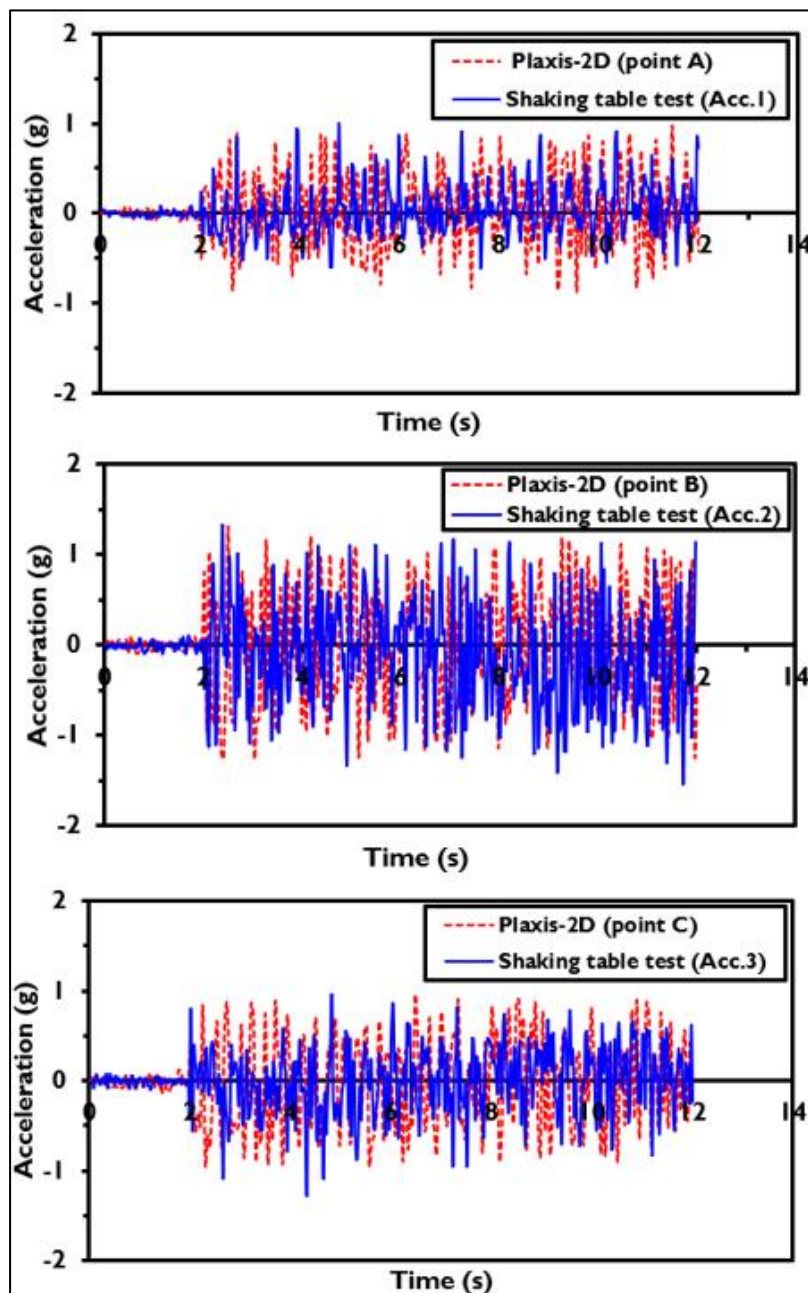 2
Plaxis-2D (point A)
Shaking table test (Acc.1)
1
0
0 2 4 6 8 10 12 14
-1
-2
Acceleration (g)
Time (s)
2
Plaxis-2D (point B)
Shaking table test (Acc.2)
1
0
0 2 4 6 8 10 12 14
-1
-2
Acceleration (g)
Time (s)
2
Plaxis-2D (point C)
Shaking table test (Acc.3)
1
0
0 2 4 6 8 10 12 14
-1
-2
Acceleration (g)
Time (s)